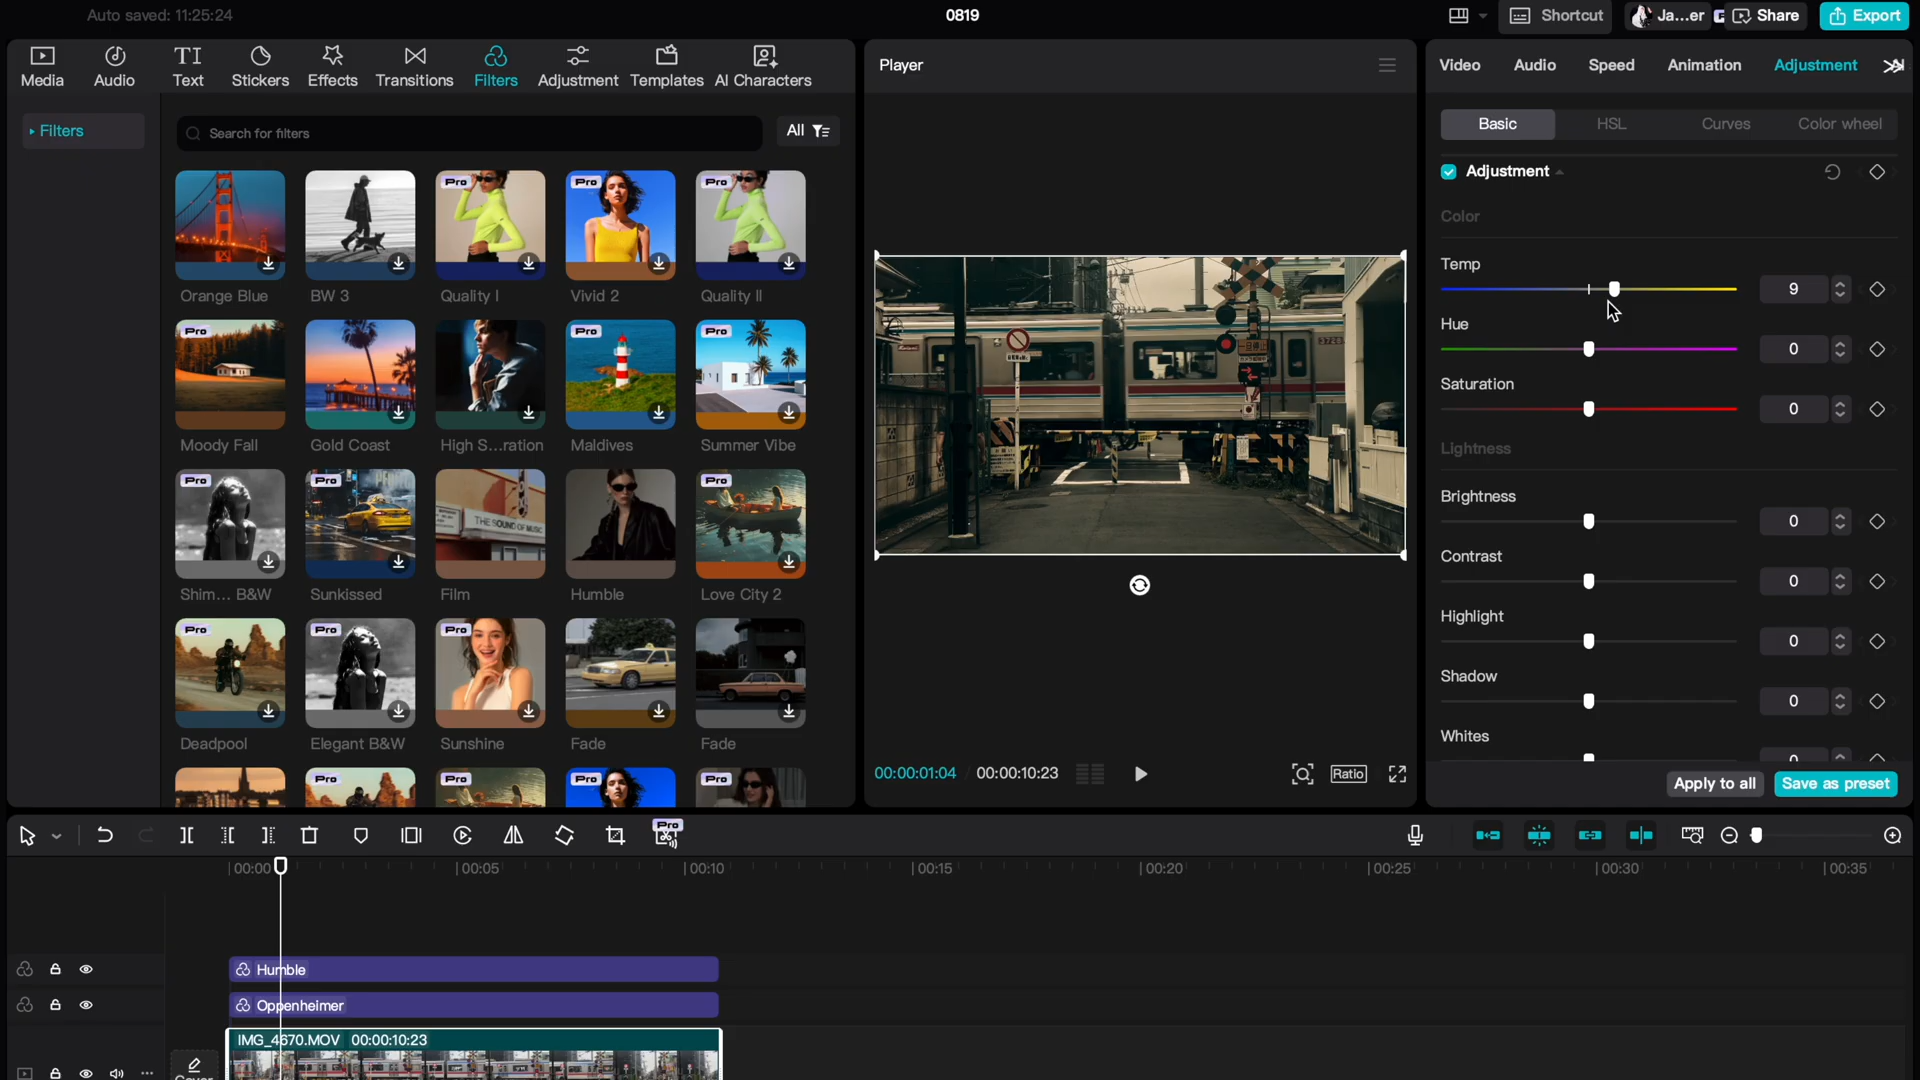 Auto saved: 11:25:24
0819
Shortcut
Ja...er
Share
Export
Media
Audio
Text
Stickers
Effects
Transitions
Filters
Adjustment
Templates
AI Characters
Filters
Search for filters
All
Orange Blue
BW 3
Pro
Quality I
Pro
Vivid 2
Pro
Quality II
Pro
Moody Fall
Gold Coast
High S...ration
Pro
Maldives
Pro
Summer Vibe
Pro
Shim... B&W
Pro
Sunkissed
THE SOUND OF MUSIC
Film
Humble
Pro
Love City 2
Pro
Deadpool
Pro
Elegant B&W
Pro
Sunshine
Fade
Fade
Pro
Pro
Pro
Pro
Player
00:00:01:04
00:00:10:23
Ratio
Video
Audio
Speed
Animation
Adjustment
Basic
HSL
Curves
Color wheel
Adjustment
Color
Temp
9
Hue
0
Saturation
0
Lightness
Brightness
0
Contrast
0
Highlight
0
Shadow
0
Whites
0
Apply to all
Save as preset
Pro
00:00
00:05
00:10
00:15
00:20
00:25
00:30
00:35
Humble
Oppenheimer
IMG_4670.MOV 00:00:10:23
Cover